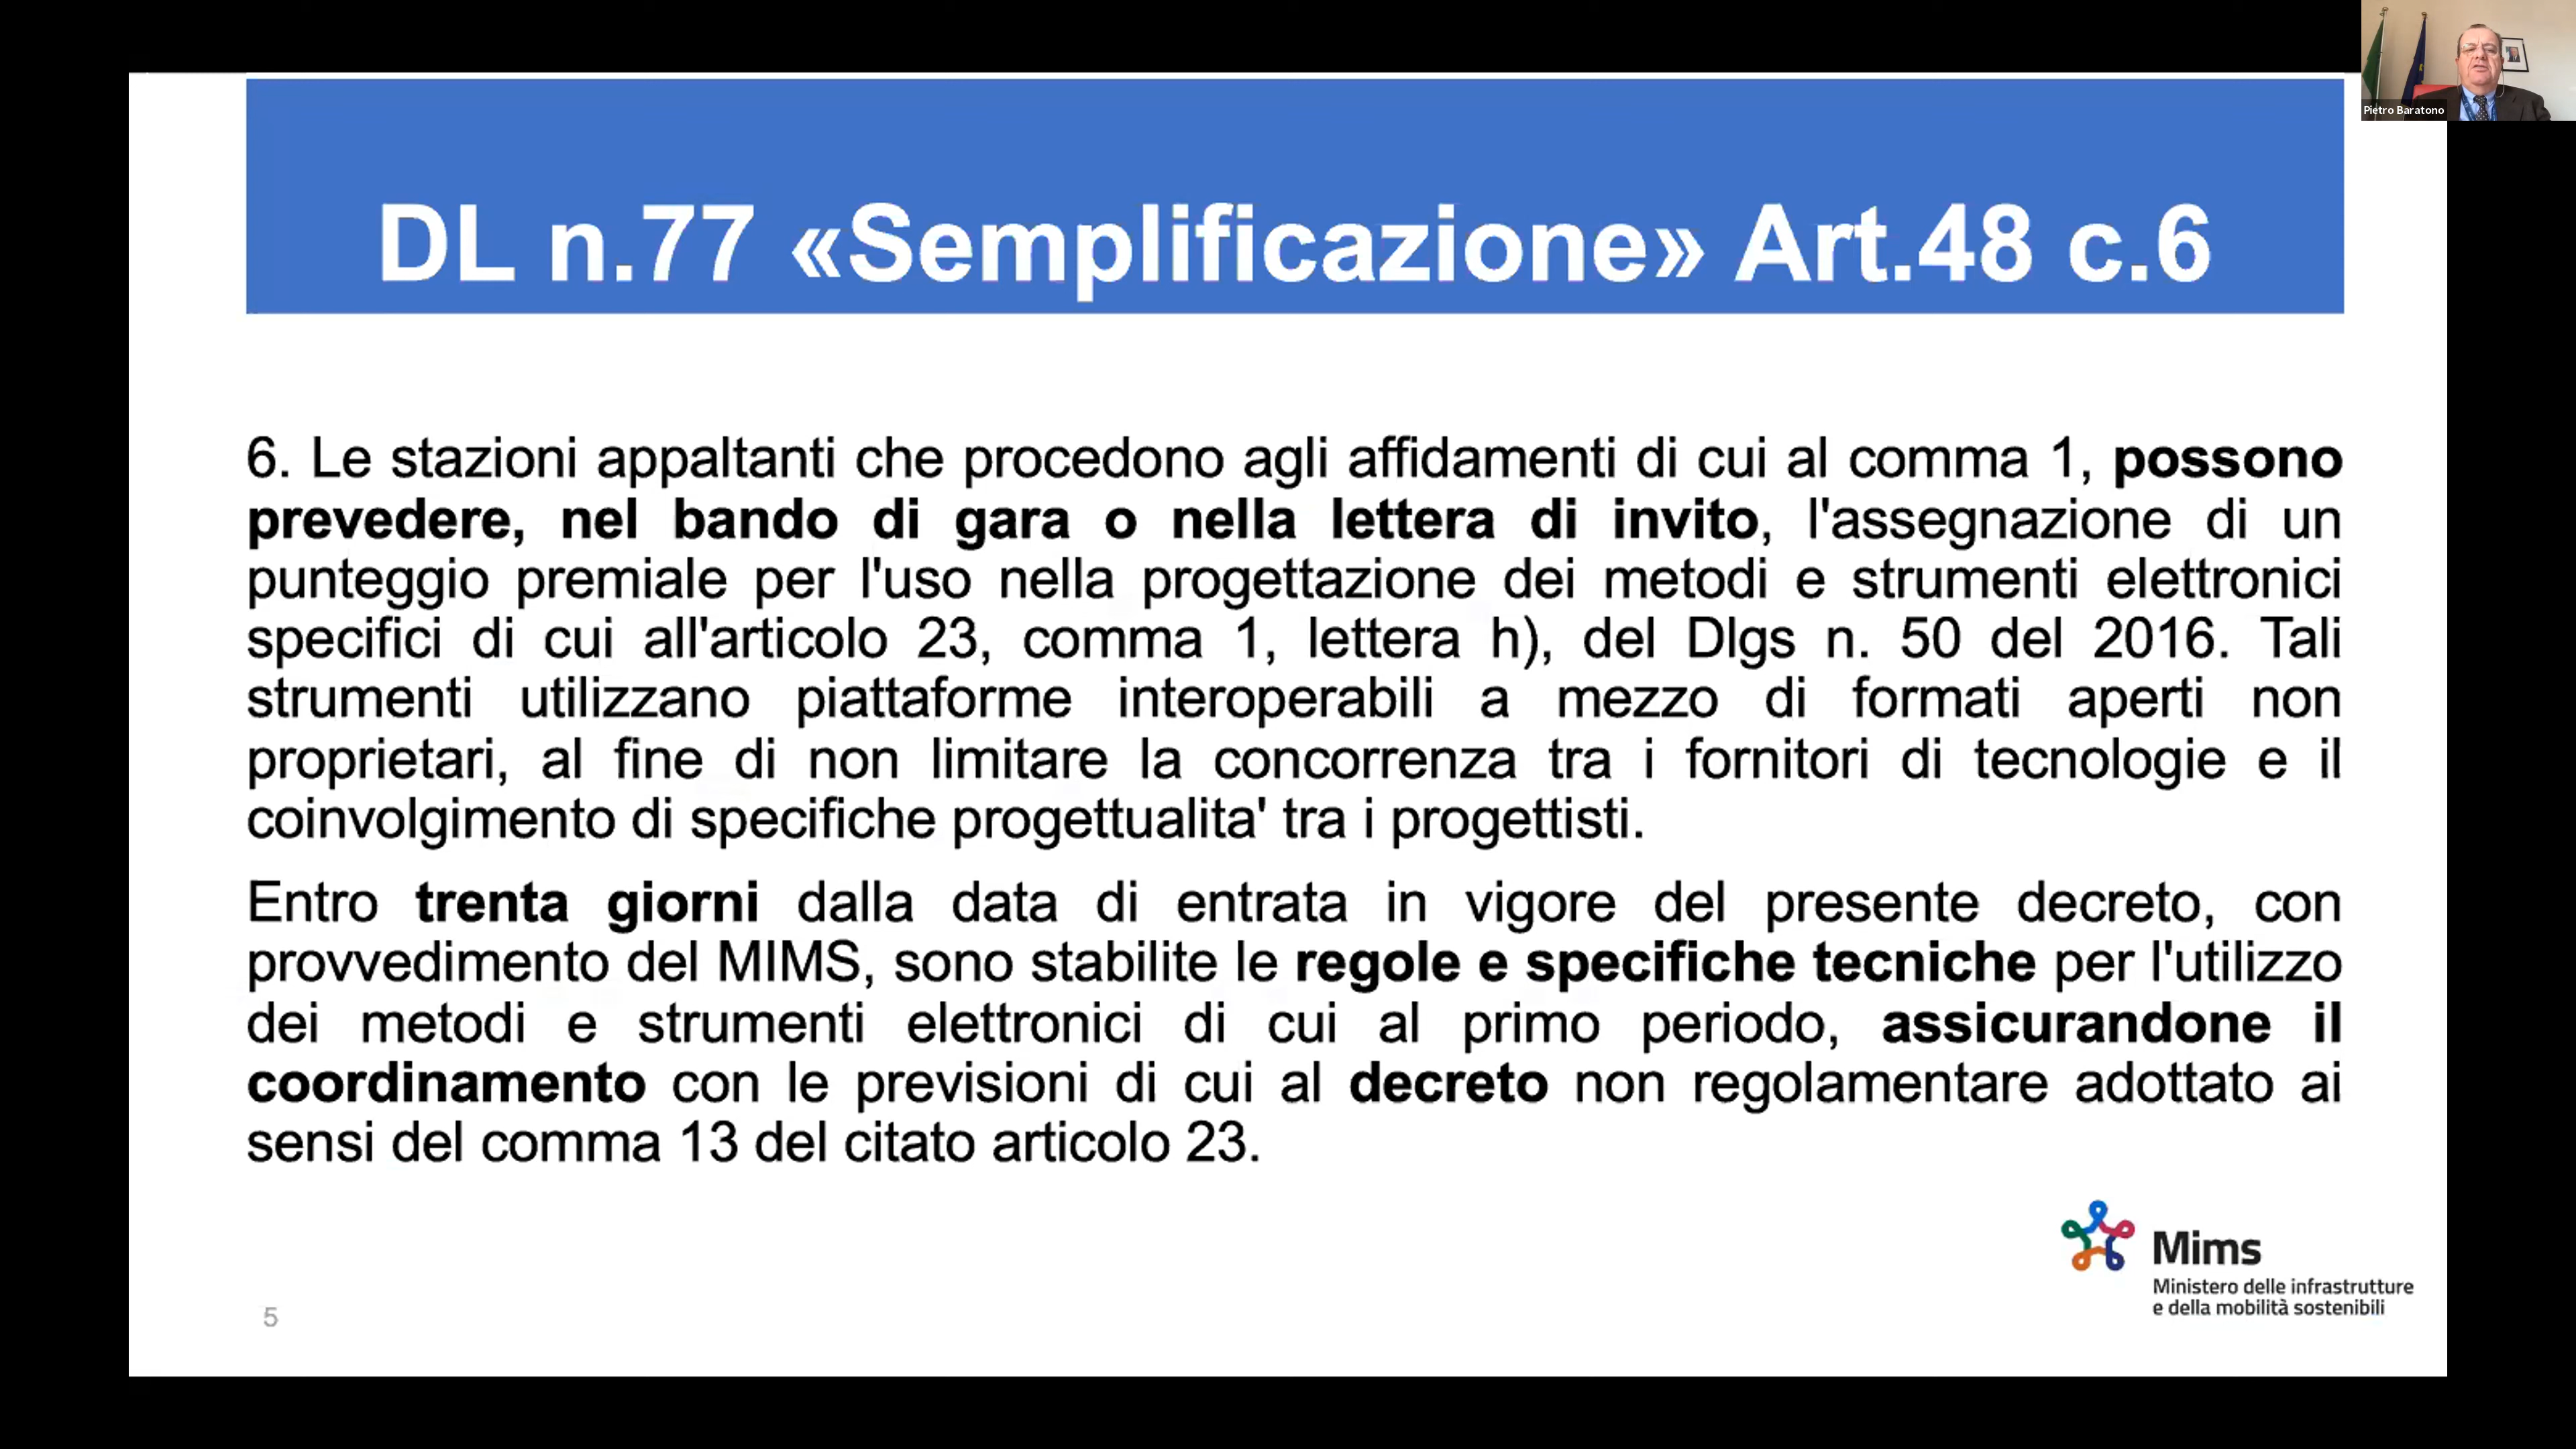 Pietro Baratono
DL n.77 «Semplificazione» Art.48 c.6
6. Le stazioni appaltanti che procedono agli affidamenti di cui al comma 1, possono
prevedere, nel bando di gara o nella lettera di invito, l'assegnazione di un
punteggio premiale per l'uso nella progettazione dei metodi e strumenti elettronici
specifici di cui all'articolo 23, comma 1, lettera h), del Dlgs n. 50 del 2016. Tali
strumenti utilizzano piattaforme interoperabili a mezzo di formati aperti non
proprietari, al fine di non limitare la concorrenza tra i fornitori di tecnologie e il
coinvolgimento di specifiche progettualita' tra i progettisti.
Entro trenta giorni dalla data di entrata in vigore del presente decreto, con
provvedimento del MIMS, sono stabilite le regole e specifiche tecniche per l'utilizzo
dei metodi e strumenti elettronici di cui al primo periodo, assicurandone il
coordinamento con le previsioni di cui al decreto non regolamentare adottato ai
sensi del comma 13 del citato articolo 23.
Mims
Ministero delle infrastrutture
e della mobilità sostenibili
5